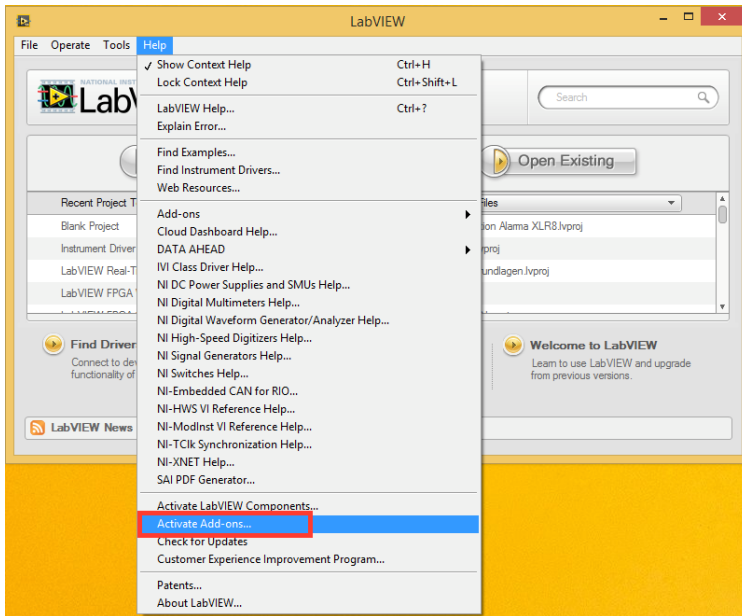 LabVIEW
File Operate Tools Help
Show Context Help Ctrl+H
Lock Context Help Ctrl+Shift+L
LabVIEW Help... Ctrl+?
Explain Error...
Find Examples...
Find Instrument Drivers...
Web Resources...
Add-ons
Cloud Dashboard Help...
DATA AHEAD
IVI Class Driver Help...
NI DC Power Supplies and SMUs Help...
NI Digital Multimeters Help...
NI Digital Waveform Generator/Analyzer Help...
NI High-Speed Digitizers Help...
NI Signal Generators Help...
NI Switches Help...
NI-Embedded CAN for RIO...
NI-HWS VI Reference Help...
NI-ModInst VI Reference Help...
NI-TClk Synchronization Help...
NI-XNET Help...
SAI PDF Generator...
Activate LabVIEW Components...
Activate Add-ons...
Check for Updates
Customer Experience Improvement Program...
Patents...
About LabVIEW...
NATIONAL INST
LabV
Search
Open Existing
Recent Project T
Blank Project
Instrument Driver
LabVIEW Real-T
LabVIEW FPGA
Files
ion Alarma XLR8.lvproj
vproj
undlagen.lvproj
Find Driver
Connect to dev
functionality of
Welcome to LabVIEW
Learn to use LabVIEW and upgrade
from previous versions.
LabVIEW News